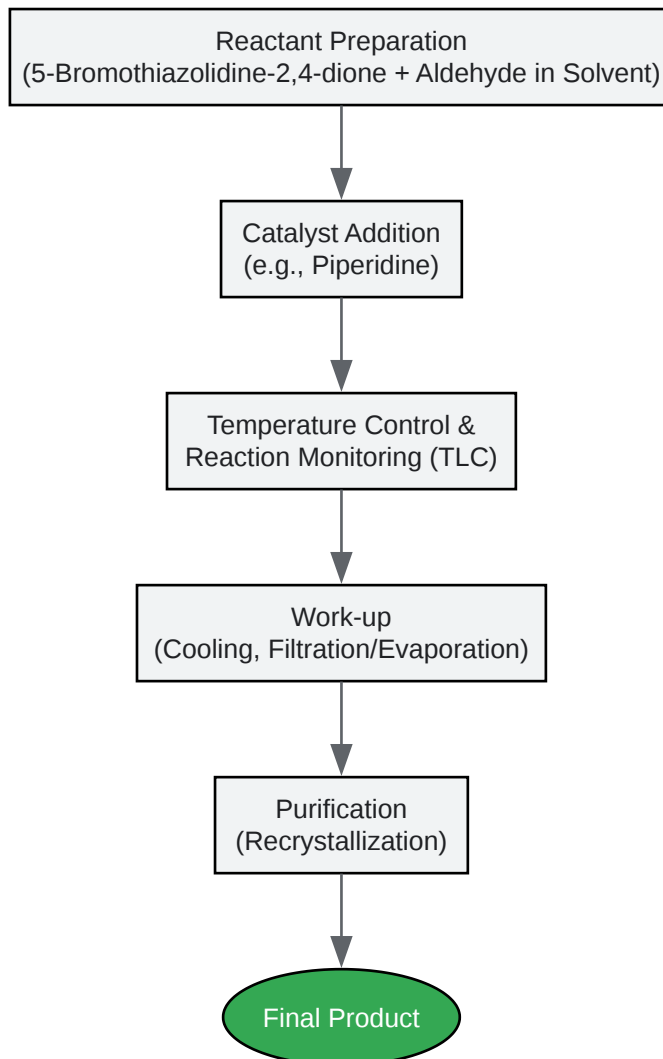 Reactant Preparation
(5-Bromothiazolidine-2,4-dione + Aldehyde in Solvent)
Catalyst Addition
(e.g., Piperidine)
Temperature Control &
Reaction Monitoring (TLC)
Work-up
(Cooling, Filtration/Evaporation)
Purification
(Recrystallization)
Final Product